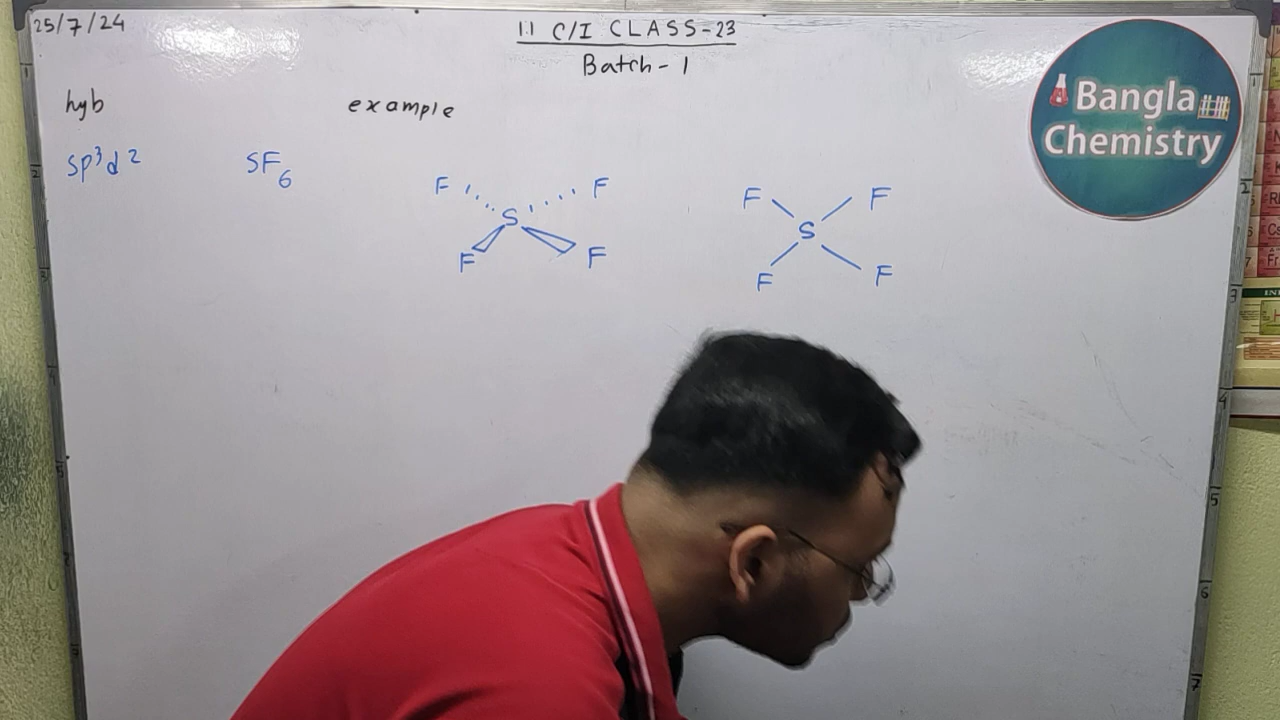 25/7/24
1.1 C/I CLASS-23
Batch-1
Bangla
Chemistry
hyb example
sp³d² SF₆
F F
S
F F
F F
S
F F